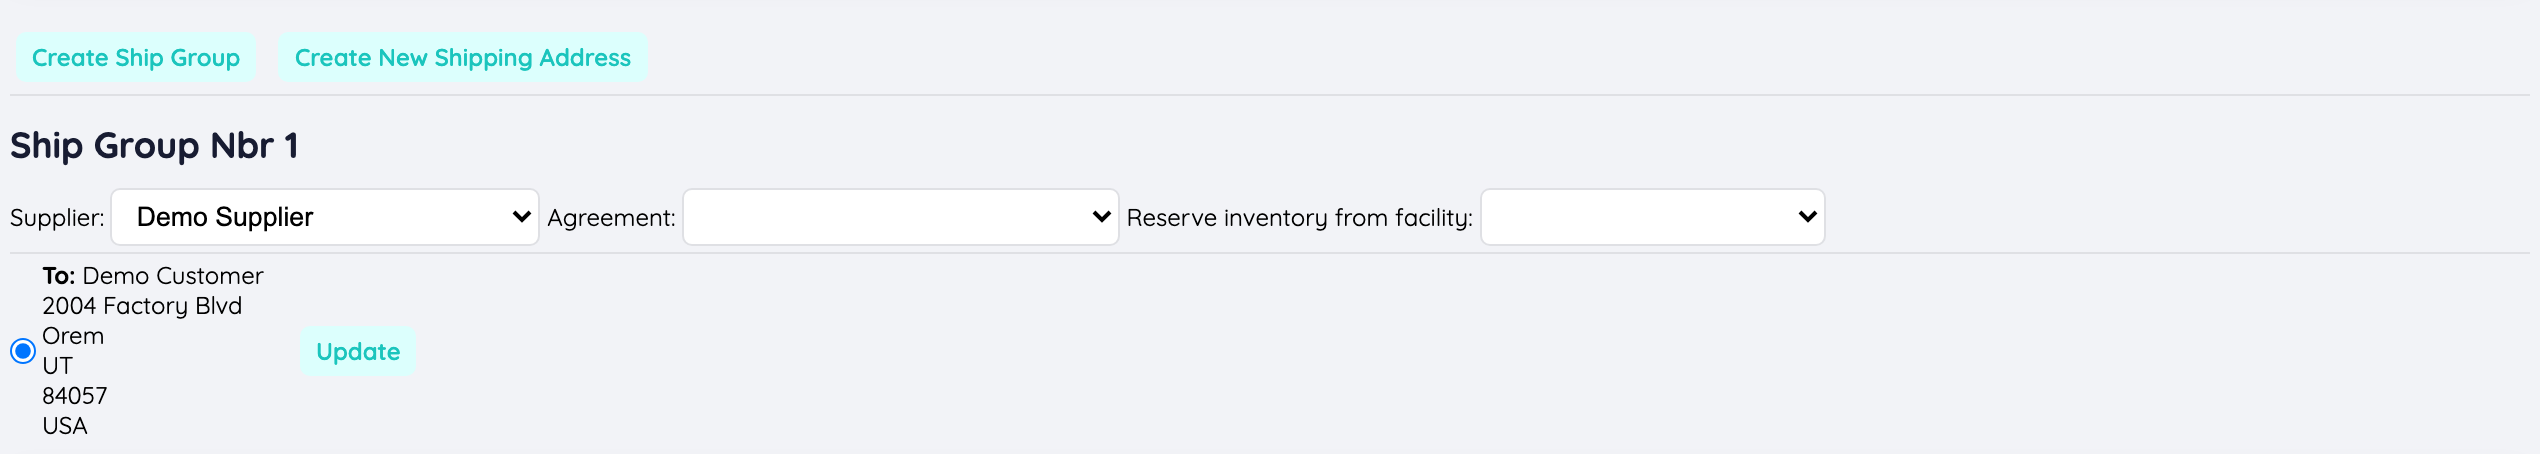 Create Ship Group Create New Shipping Address
Ship Group Nbr 1
Supplier: Demo Supplier Agreement: Reserve inventory from facility:
To: Demo Customer
2004 Factory Blvd
Orem
UT
Update
84057
USA